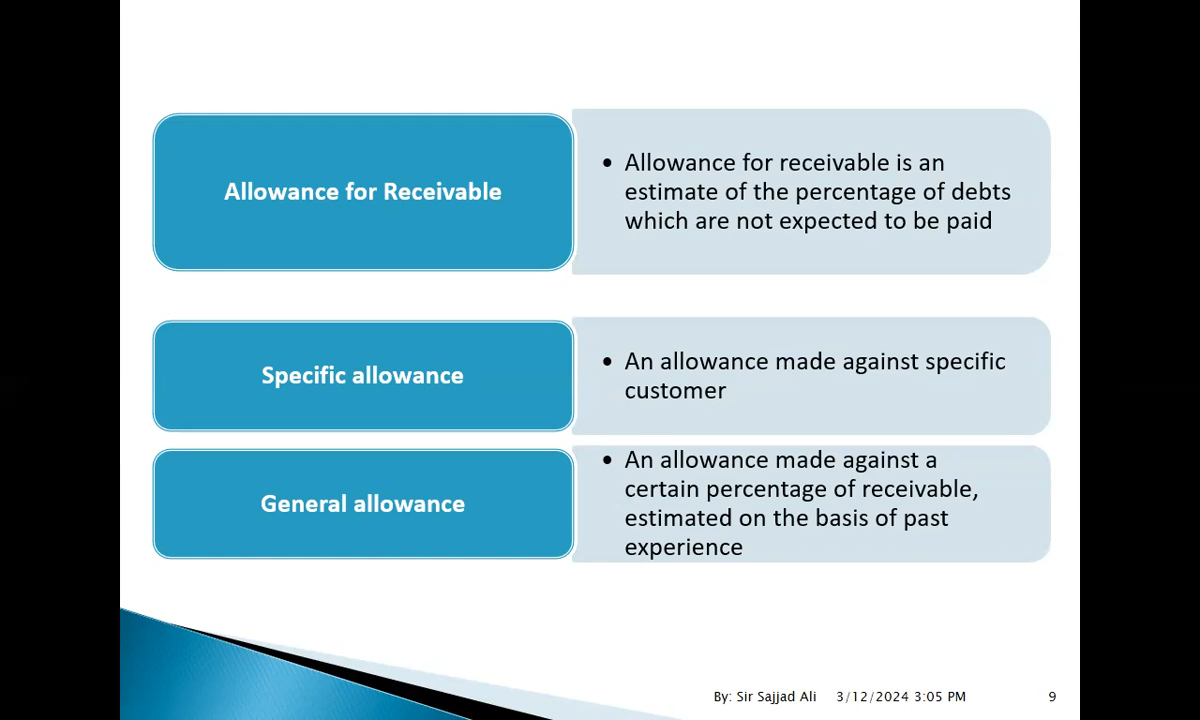 Allowance for Receivable
• Allowance for receivable is an
estimate of the percentage of debts
which are not expected to be paid
Specific allowance
• An allowance made against specific
customer
General allowance
• An allowance made against a
certain percentage of receivable,
estimated on the basis of past
experience
By: Sir Sajjad Ali 3/12/2024 3:05 PM 9